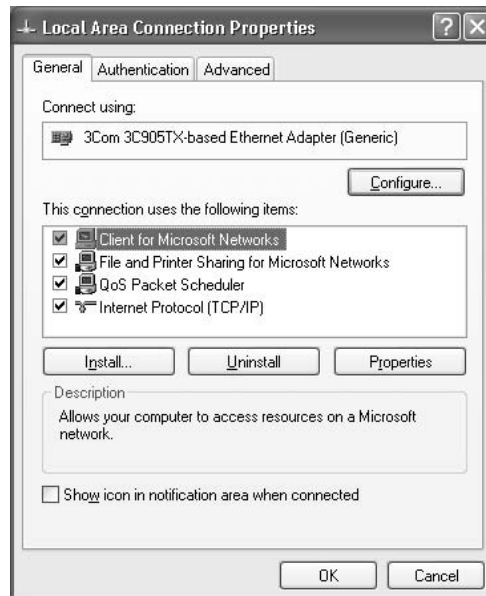 Local Area Connection Properties
General Authentication Advanced
Connect using:
3Com 3C905TX-based Ethernet Adapter (Generic)
Configure...
This connection uses the following items:
Client for Microsoft Networks
File and Printer Sharing for Microsoft Networks
QoS Packet Scheduler
Internet Protocol (TCP/IP)
Install... Uninstall Properties
Description
Allows your computer to access resources on a Microsoft
network.
Show icon in notification area when connected
OK Cancel